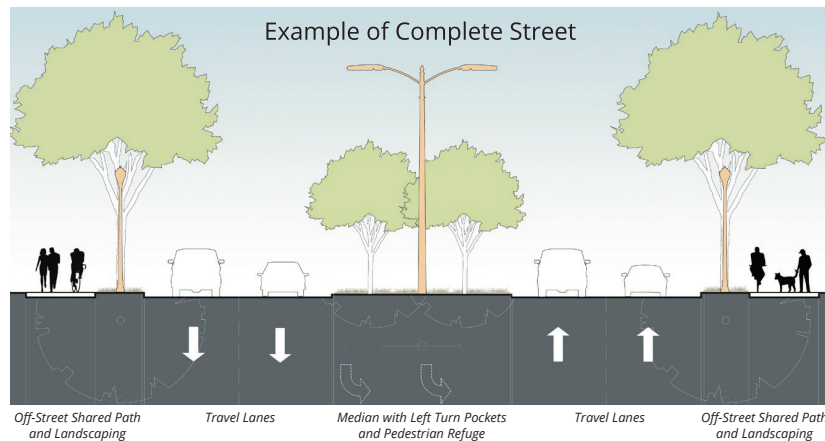 Example of Complete Street
Off-Street Shared Path
and Landscaping
Travel Lanes
Median with Left Turn Pockets
and Pedestrian Refuge
Travel Lanes
Off-Street Shared Path
and Landscaping